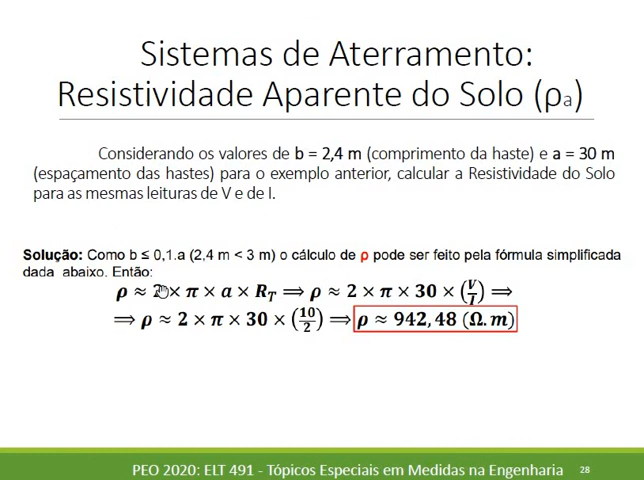 Sistemas de Aterramento:
Resistividade Aparente do Solo (ρa)
Considerando os valores de b = 2,4 m (comprimento da haste) e a = 30 m
(espaçamento das hastes) para o exemplo anterior, calcular a Resistividade do Solo
para as mesmas leituras de V e de I.
Solução: Como b ≤ 0,1.a (2,4 m < 3 m) o cálculo de ρ pode ser feito pela fórmula simplificada
dada abaixo. Então:
ρ ≈ 2 × π × a × R_T ⟹ ρ ≈ 2 × π × 30 × (V/I) ⟹
⟹ ρ ≈ 2 × π × 30 × (10/2) ⟹ ρ ≈ 942,48 (Ω.m)
PEO 2020: ELT 491 - Tópicos Especiais em Medidas na Engenharia 28